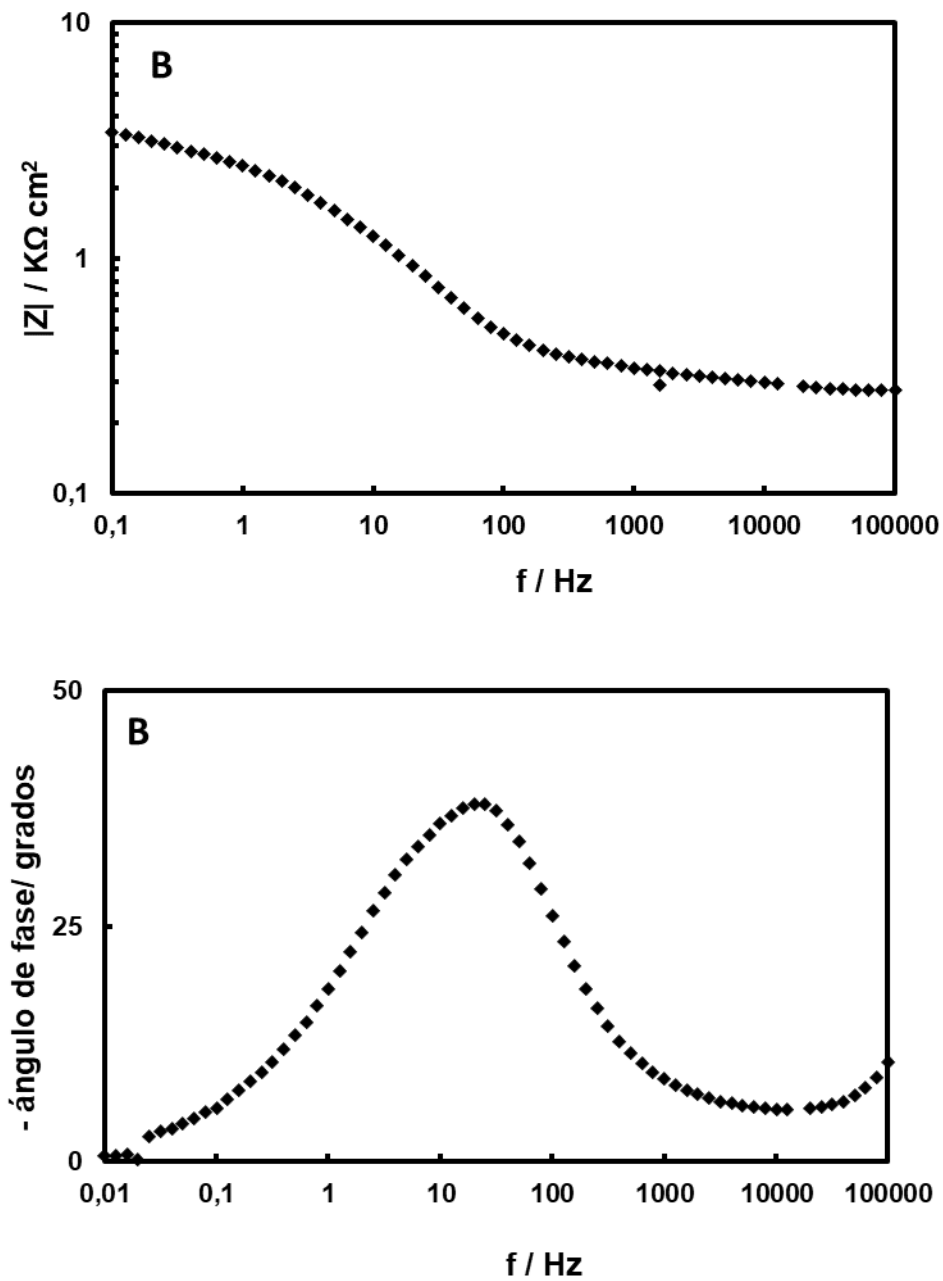 10
B
1
0,1
|Z| / KΩ cm²
0,1 1 10 100 1000 10000 100000
f / Hz
50
B
25
0
- ángulo de fase/ grados
0,01 0,1 1 10 100 1000 10000 100000
f / Hz